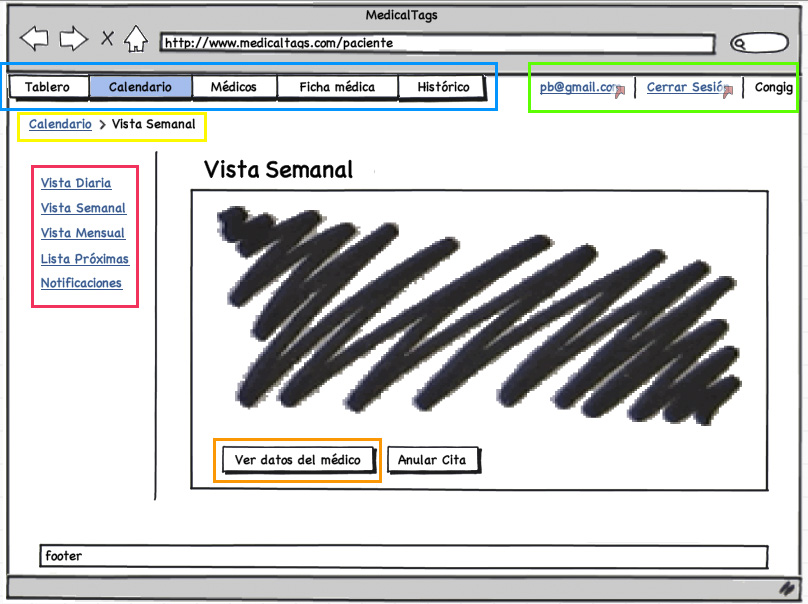 MedicalTags
http://www.medicaltags.com/paciente
Tablero Calendario Médicos Ficha médica Histórico pb@gmail.com Cerrar Sesión Congig
Calendario > Vista Semanal
Vista Diaria
Vista Semanal
Vista Mensual
Lista Próximas
Notificaciones
Vista Semanal
Ver datos del médico Anular Cita
footer